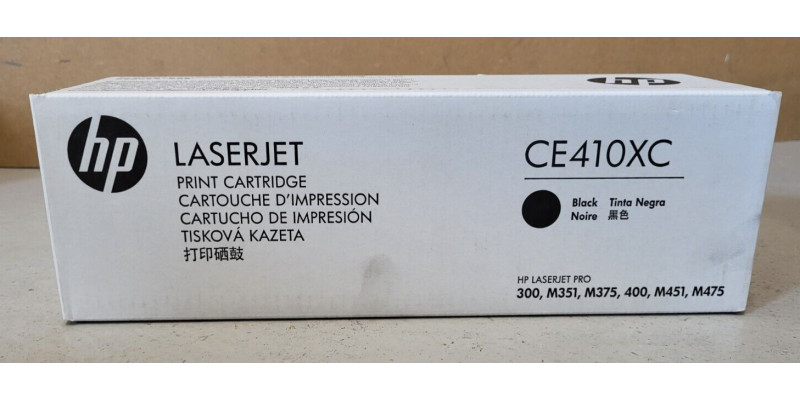 hp
LASERJET
PRINT CARTRIDGE
CARTOUCHE D'IMPRESSION
CARTUCHO DE IMPRESIÓN
TISKOVÁ KAZETA
打印硒鼓
CE410XC
Black Tinta Negra
Noire 黑色
HP LASERJET PRO
300, M351, M375, 400, M451, M475